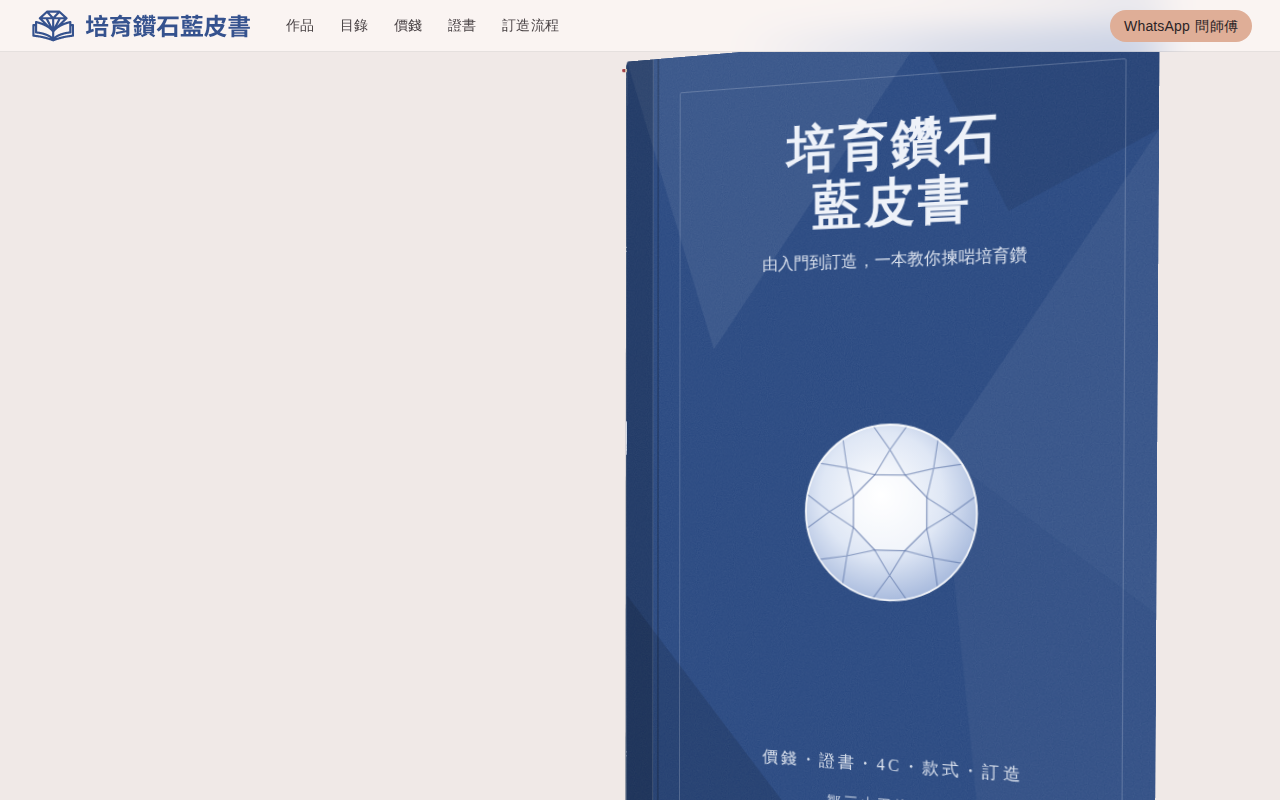 培育鑽石藍皮書
作品
目錄
價錢
證書
訂造流程
WhatsApp 問師傅
培育鑽石
藍皮書
由入門到訂造，一本教你揀啱培育鑽
價錢・證書・4C・款式・訂造